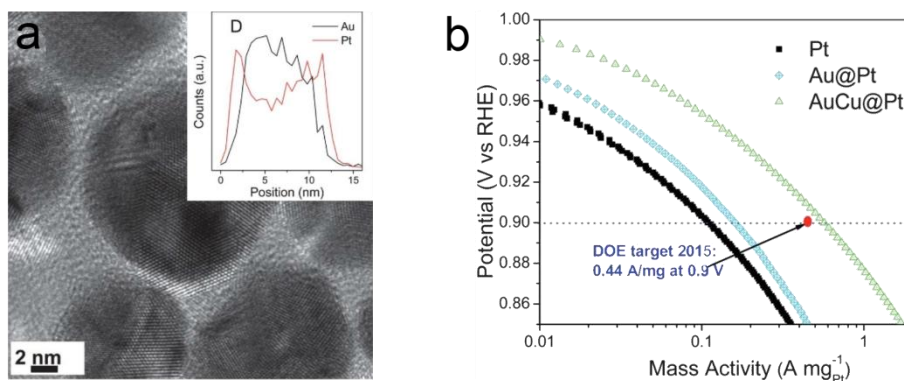 a
D
Au
Pt
Counts (a.u.)
0 5 10 15
Position (nm)
2 nm
b
1.00
0.98
0.96
0.94
0.92
0.90
0.88
0.86
Potential (V vs RHE)
Pt
Au@Pt
AuCu@Pt
DOE target 2015:
0.44 A/mg at 0.9 V
0.01 0.1 1
Mass Activity (A mg⁻¹Pt)